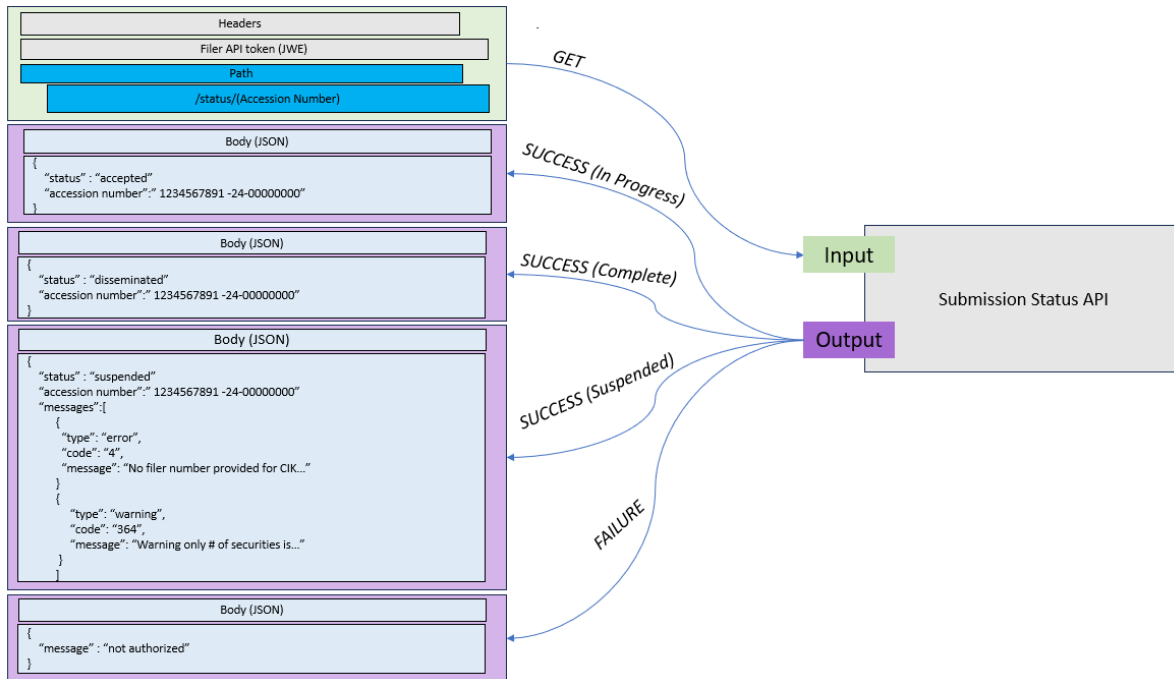 Headers
Filer API token (JWE)
Path
/status/(Accession Number)
GET
Body (JSON)
{
“status” : “accepted”
“accession number”:” 1234567891 -24-00000000”
}
SUCCESS (In Progress)
Body (JSON)
{
“status” : “disseminated”
“accession number”:” 1234567891 -24-00000000”
}
SUCCESS (Complete)
Body (JSON)
{
“status” : “suspended”
“accession number”:” 1234567891 -24-00000000”
“messages”:[
{
“type”: “error”,
“code”: “4”,
“message”: “No filer number provided for CIK...”
}
{
“type”: “warning”,
“code”: “364”,
“message”: “Warning only # of securities is...”
}
]
SUCCESS (Suspended)
Body (JSON)
{
“message” : “not authorized”
}
FAILURE
Input
Output
Submission Status API